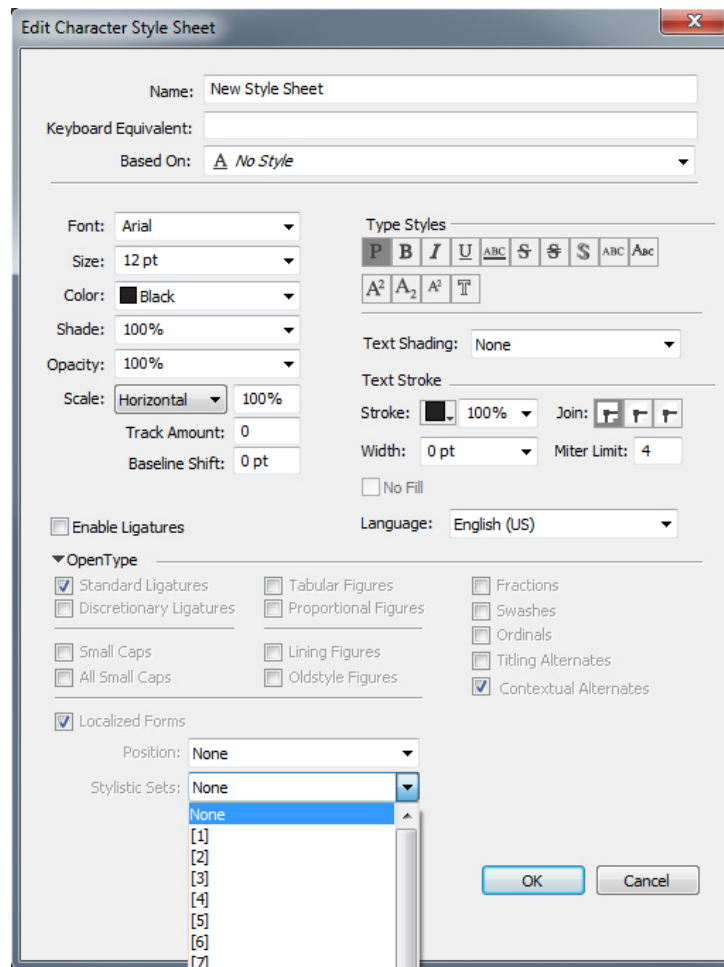 Edit Character Style Sheet
Name: New Style Sheet
Keyboard Equivalent:
Based On: A No Style
Font: Arial
Size: 12 pt
Color: Black
Shade: 100%
Opacity: 100%
Scale: Horizontal 100%
Track Amount: 0
Baseline Shift: 0 pt
Type Styles
P B I U ABC S S S ABC ABC
A2 A2 A2 T
Text Shading: None
Text Stroke
Stroke: 100% Join:
Width: 0 pt Miter Limit: 4
No Fill
Enable Ligatures
Language: English (US)
OpenType
Standard Ligatures Tabular Figures Fractions
Discretionary Ligatures Proportional Figures Swashes
Ordinals
Small Caps Lining Figures Titling Alternates
All Small Caps Oldstyle Figures Contextual Alternates
Localized Forms
Position: None
Stylistic Sets: None
None
[1]
[2]
[3]
[4]
[5]
[6]
[7]
OK Cancel